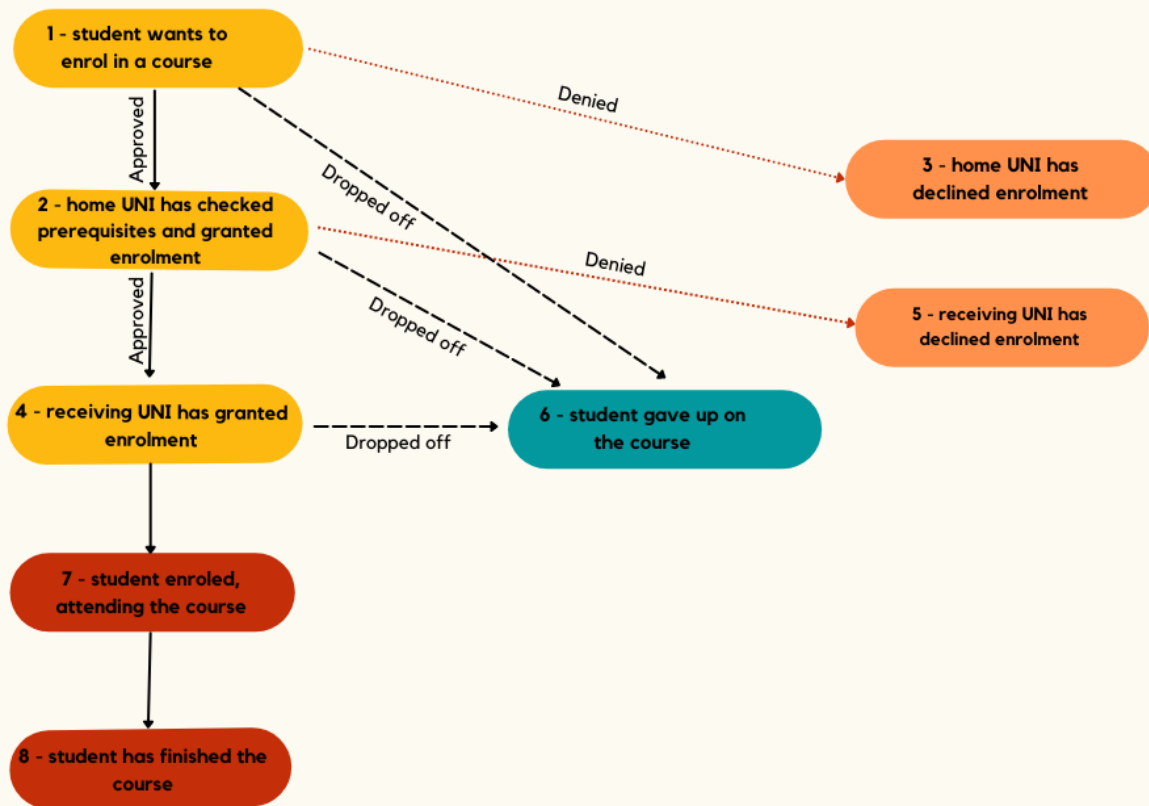 1 - student wants to
enrol in a course
Denied
Approved
Dropped off
3 - home UNI has
declined enrolment
2 - home UNI has checked
prerequisites and granted
enrolment
Denied
Dropped off
Approved
5 - receiving UNI has
declined enrolment
4 - receiving UNI has granted
enrolment
Dropped off
6 - student gave up on
the course
7 - student enroled,
attending the course
8 - student has finished the
course